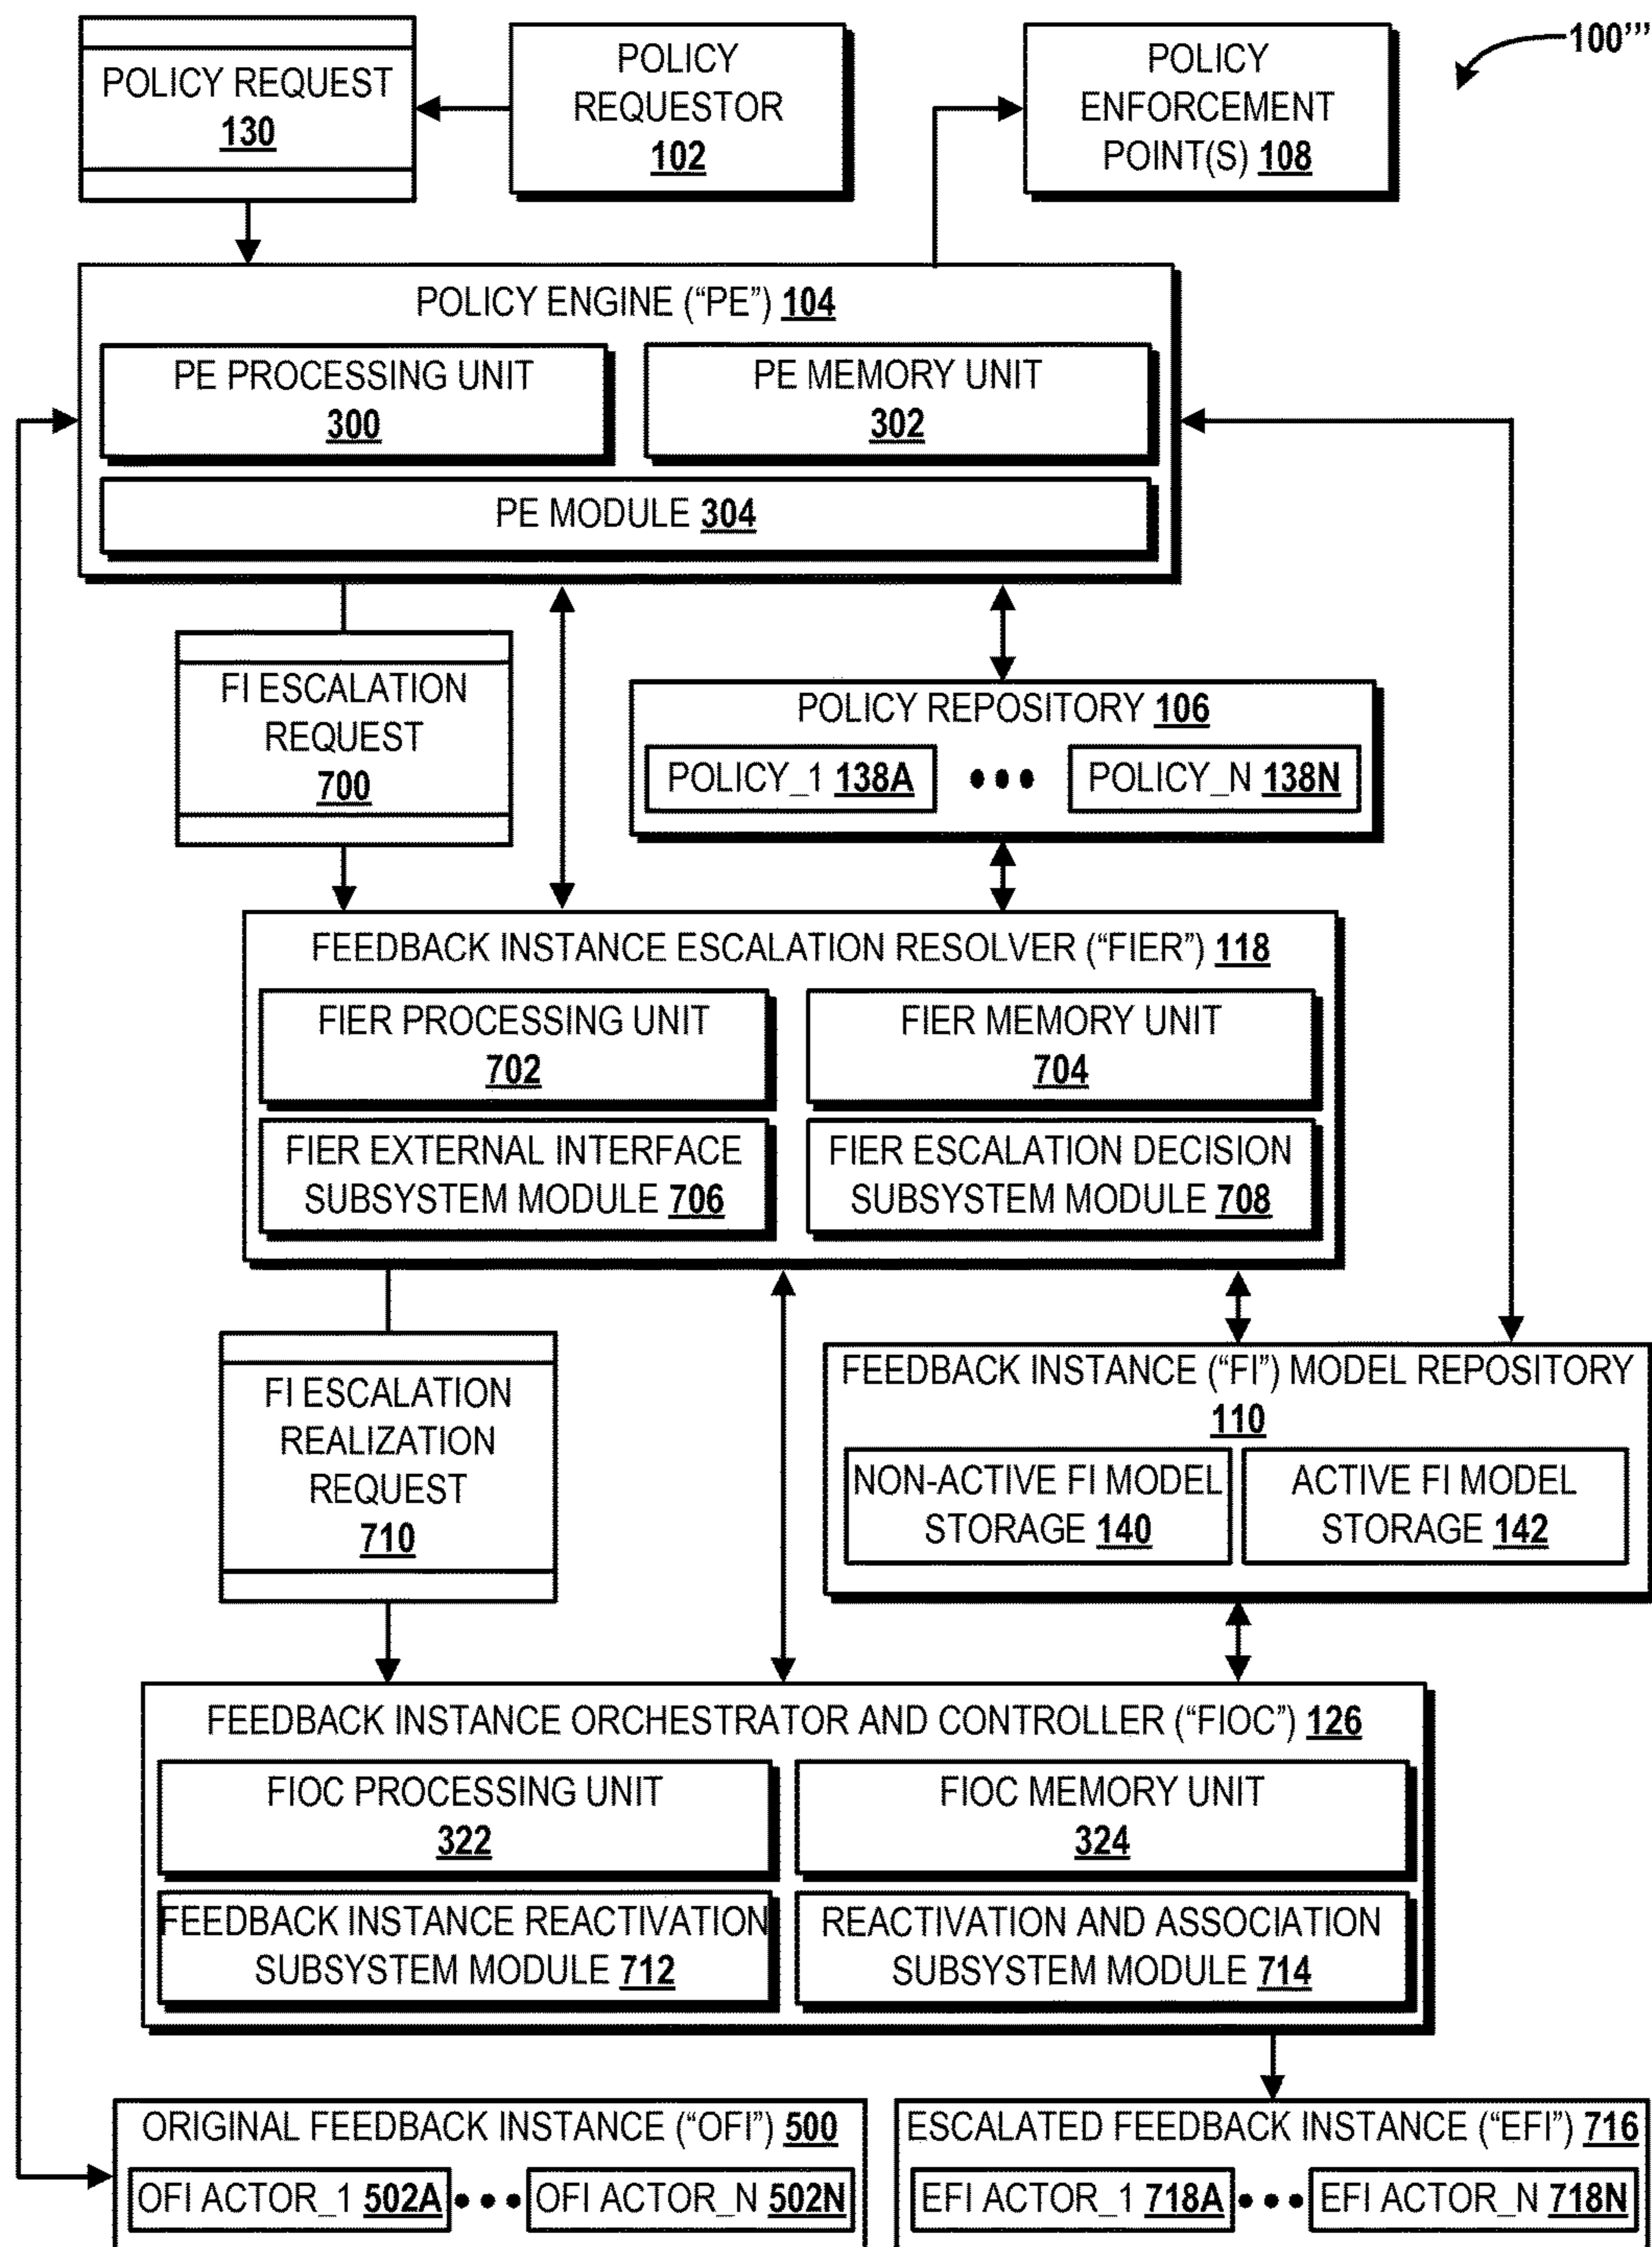 100’’’
POLICY REQUEST
130
POLICY
REQUESTOR
102
POLICY
ENFORCEMENT
POINT(S) 108
POLICY ENGINE (“PE”) 104
PE PROCESSING UNIT
300
PE MEMORY UNIT
302
PE MODULE 304
FI ESCALATION
REQUEST
700
POLICY REPOSITORY 106
POLICY_1 138A
POLICY_N 138N
FEEDBACK INSTANCE ESCALATION RESOLVER (“FIER”) 118
FIER PROCESSING UNIT
702
FIER MEMORY UNIT
704
FIER EXTERNAL INTERFACE
SUBSYSTEM MODULE 706
FIER ESCALATION DECISION
SUBSYSTEM MODULE 708
FI ESCALATION
REALIZATION
REQUEST
710
FEEDBACK INSTANCE (“FI”) MODEL REPOSITORY
110
NON-ACTIVE FI MODEL
STORAGE 140
ACTIVE FI MODEL
STORAGE 142
FEEDBACK INSTANCE ORCHESTRATOR AND CONTROLLER (“FIOC”) 126
FIOC PROCESSING UNIT
322
FIOC MEMORY UNIT
324
FEEDBACK INSTANCE REACTIVATION
SUBSYSTEM MODULE 712
REACTIVATION AND ASSOCIATION
SUBSYSTEM MODULE 714
ORIGINAL FEEDBACK INSTANCE (“OFI”) 500
OFI ACTOR_1 502A
OFI ACTOR_N 502N
ESCALATED FEEDBACK INSTANCE (“EFI”) 716
EFI ACTOR_1 718A
EFI ACTOR_N 718N